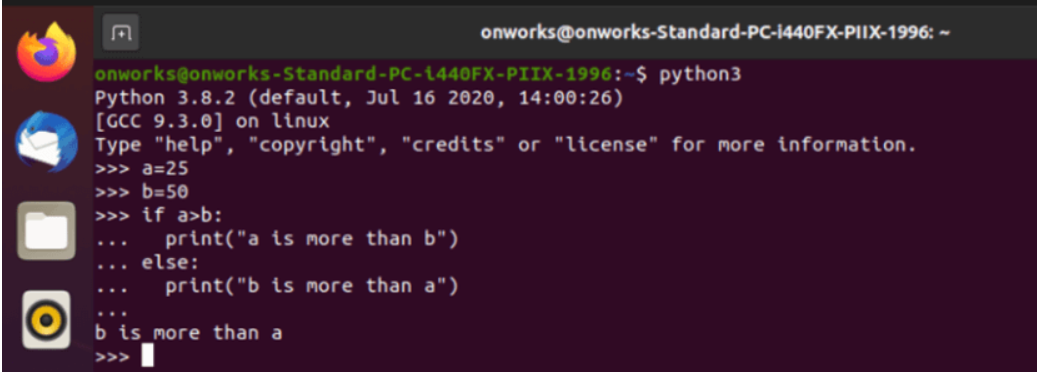 onworks@onworks-Standard-PC-i440FX-PIIX-1996: ~
onworks@onworks-Standard-PC-i440FX-PIIX-1996:~$ python3
Python 3.8.2 (default, Jul 16 2020, 14:00:26)
[GCC 9.3.0] on linux
Type "help", "copyright", "credits" or "license" for more information.
>>> a=25
>>> b=50
>>> if a>b:
...   print("a is more than b")
... else:
...   print("b is more than a")
...
b is more than a
>>>